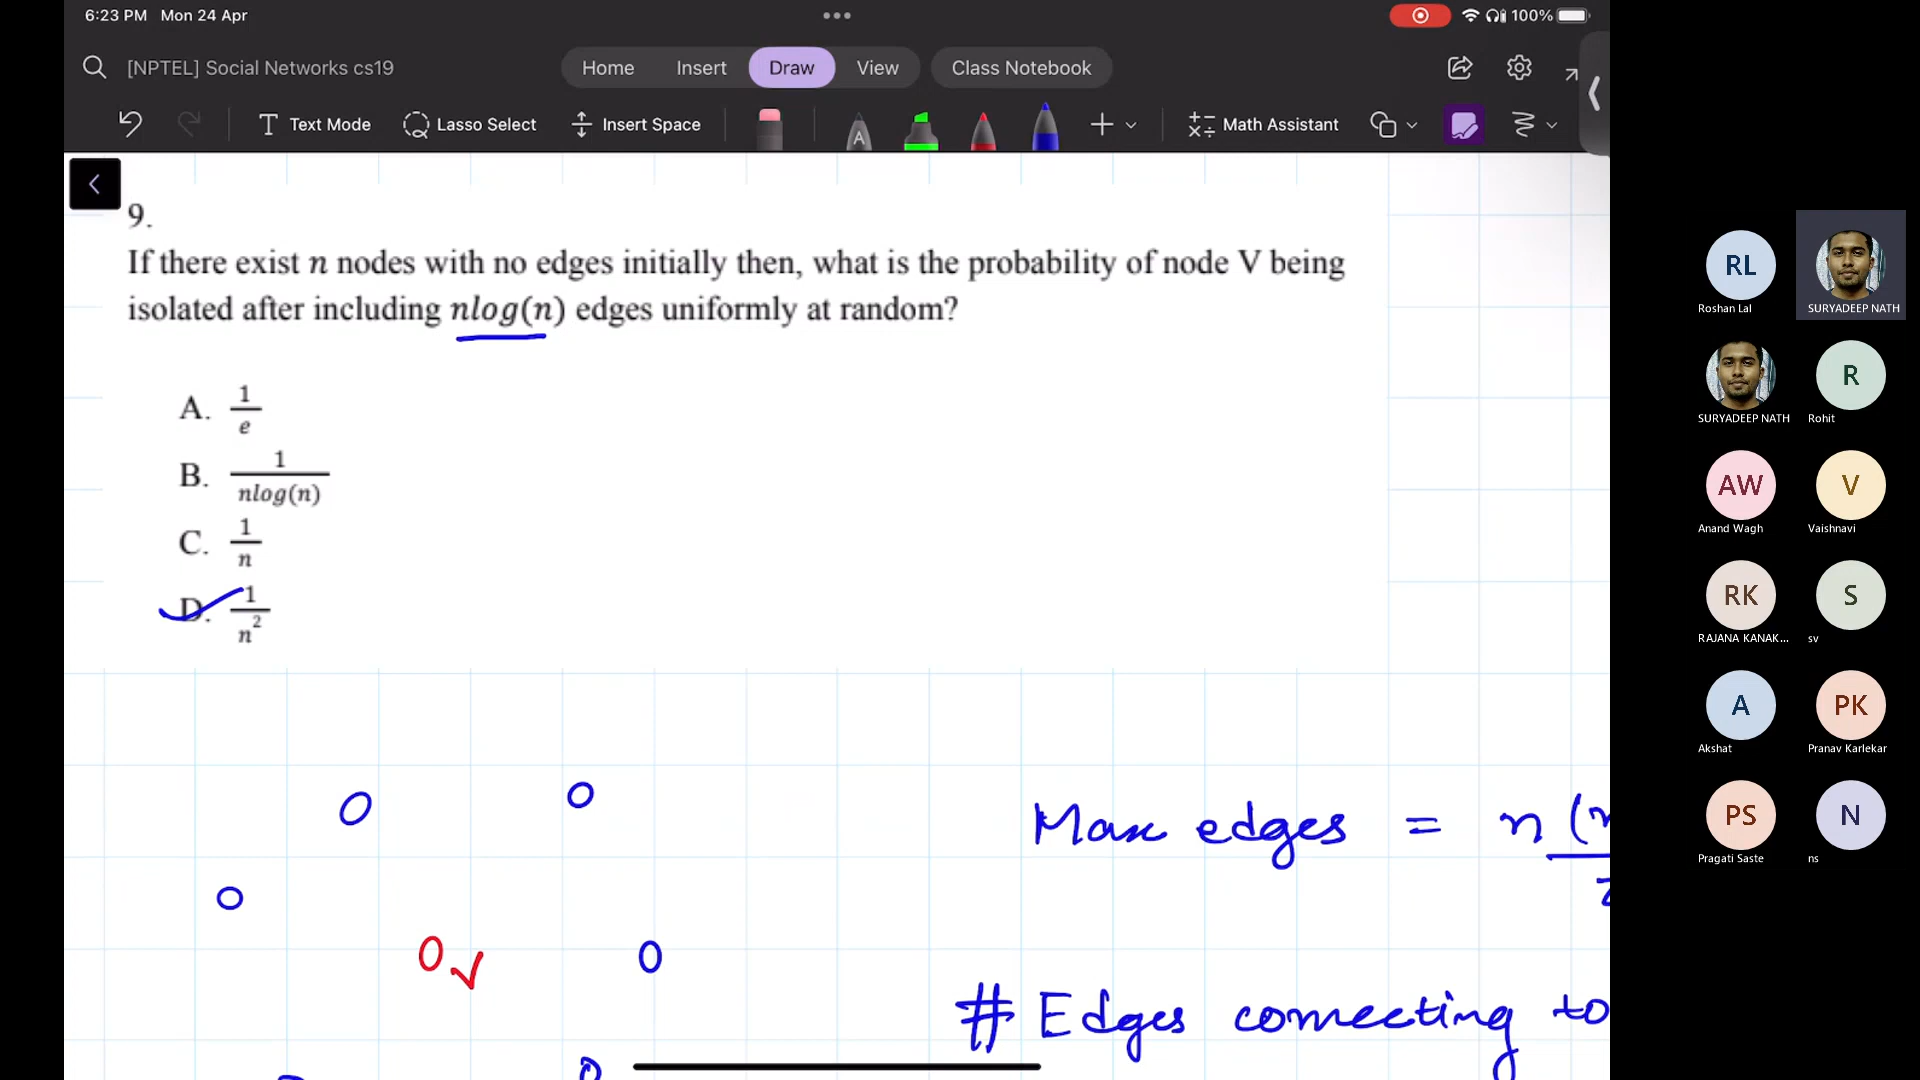 6:23 PM Mon 24 Apr
100%
[NPTEL] Social Networks cs19
Home Insert Draw View Class Notebook
Text Mode Lasso Select Insert Space A Math Assistant
9.
If there exist n nodes with no edges initially then, what is the probability of node V being
isolated after including nlog(n) edges uniformly at random?
A. 1/e
B. 1/nlog(n)
C. 1/n
D. 1/n²
Max edges = n
V
# Edges connecting to
RL
Roshan Lal
SURYADEEP NATH
SURYADEEP NATH
R
Rohit
AW
Anand Wagh
V
Vaishnavi
RK
RAJANA KANAK...
S
sv
A
Akshat
PK
Pranav Karlekar
PS
Pragati Saste
N
ns